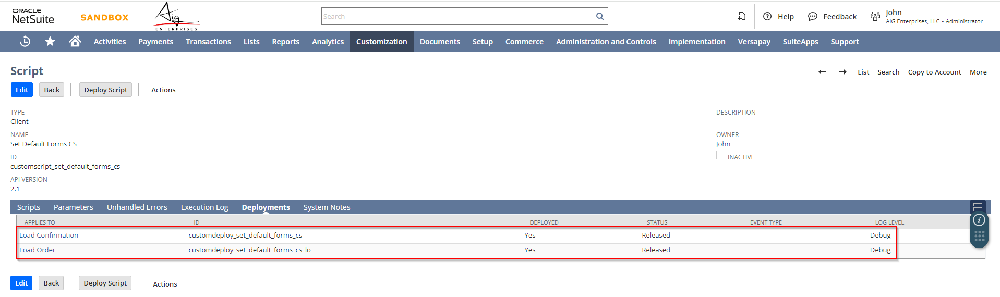 ORACLE
NetSuite
SANDBOX
Aig
ENTERPRISES
Search
Help
Feedback
John
AIG Enterprises, LLC - Administrator
Activities Payments Transactions Lists Reports Analytics Customization Documents Setup Commerce Administration and Controls Implementation Versapay SuiteApps Support
Script
List Search Copy to Account More
Edit Back Deploy Script Actions
TYPE
Client
NAME
Set Default Forms CS
ID
customscript_set_default_forms_cs
API VERSION
2.1
DESCRIPTION
OWNER
John
INACTIVE
Scripts Parameters Unhandled Errors Execution Log Deployments System Notes
APPLIES TO ID DEPLOYED STATUS EVENT TYPE LOG LEVEL
Load Confirmation customdeploy_set_default_forms_cs Yes Released Debug
Load Order customdeploy_set_default_forms_cs_lo Yes Released Debug
Edit Back Deploy Script Actions